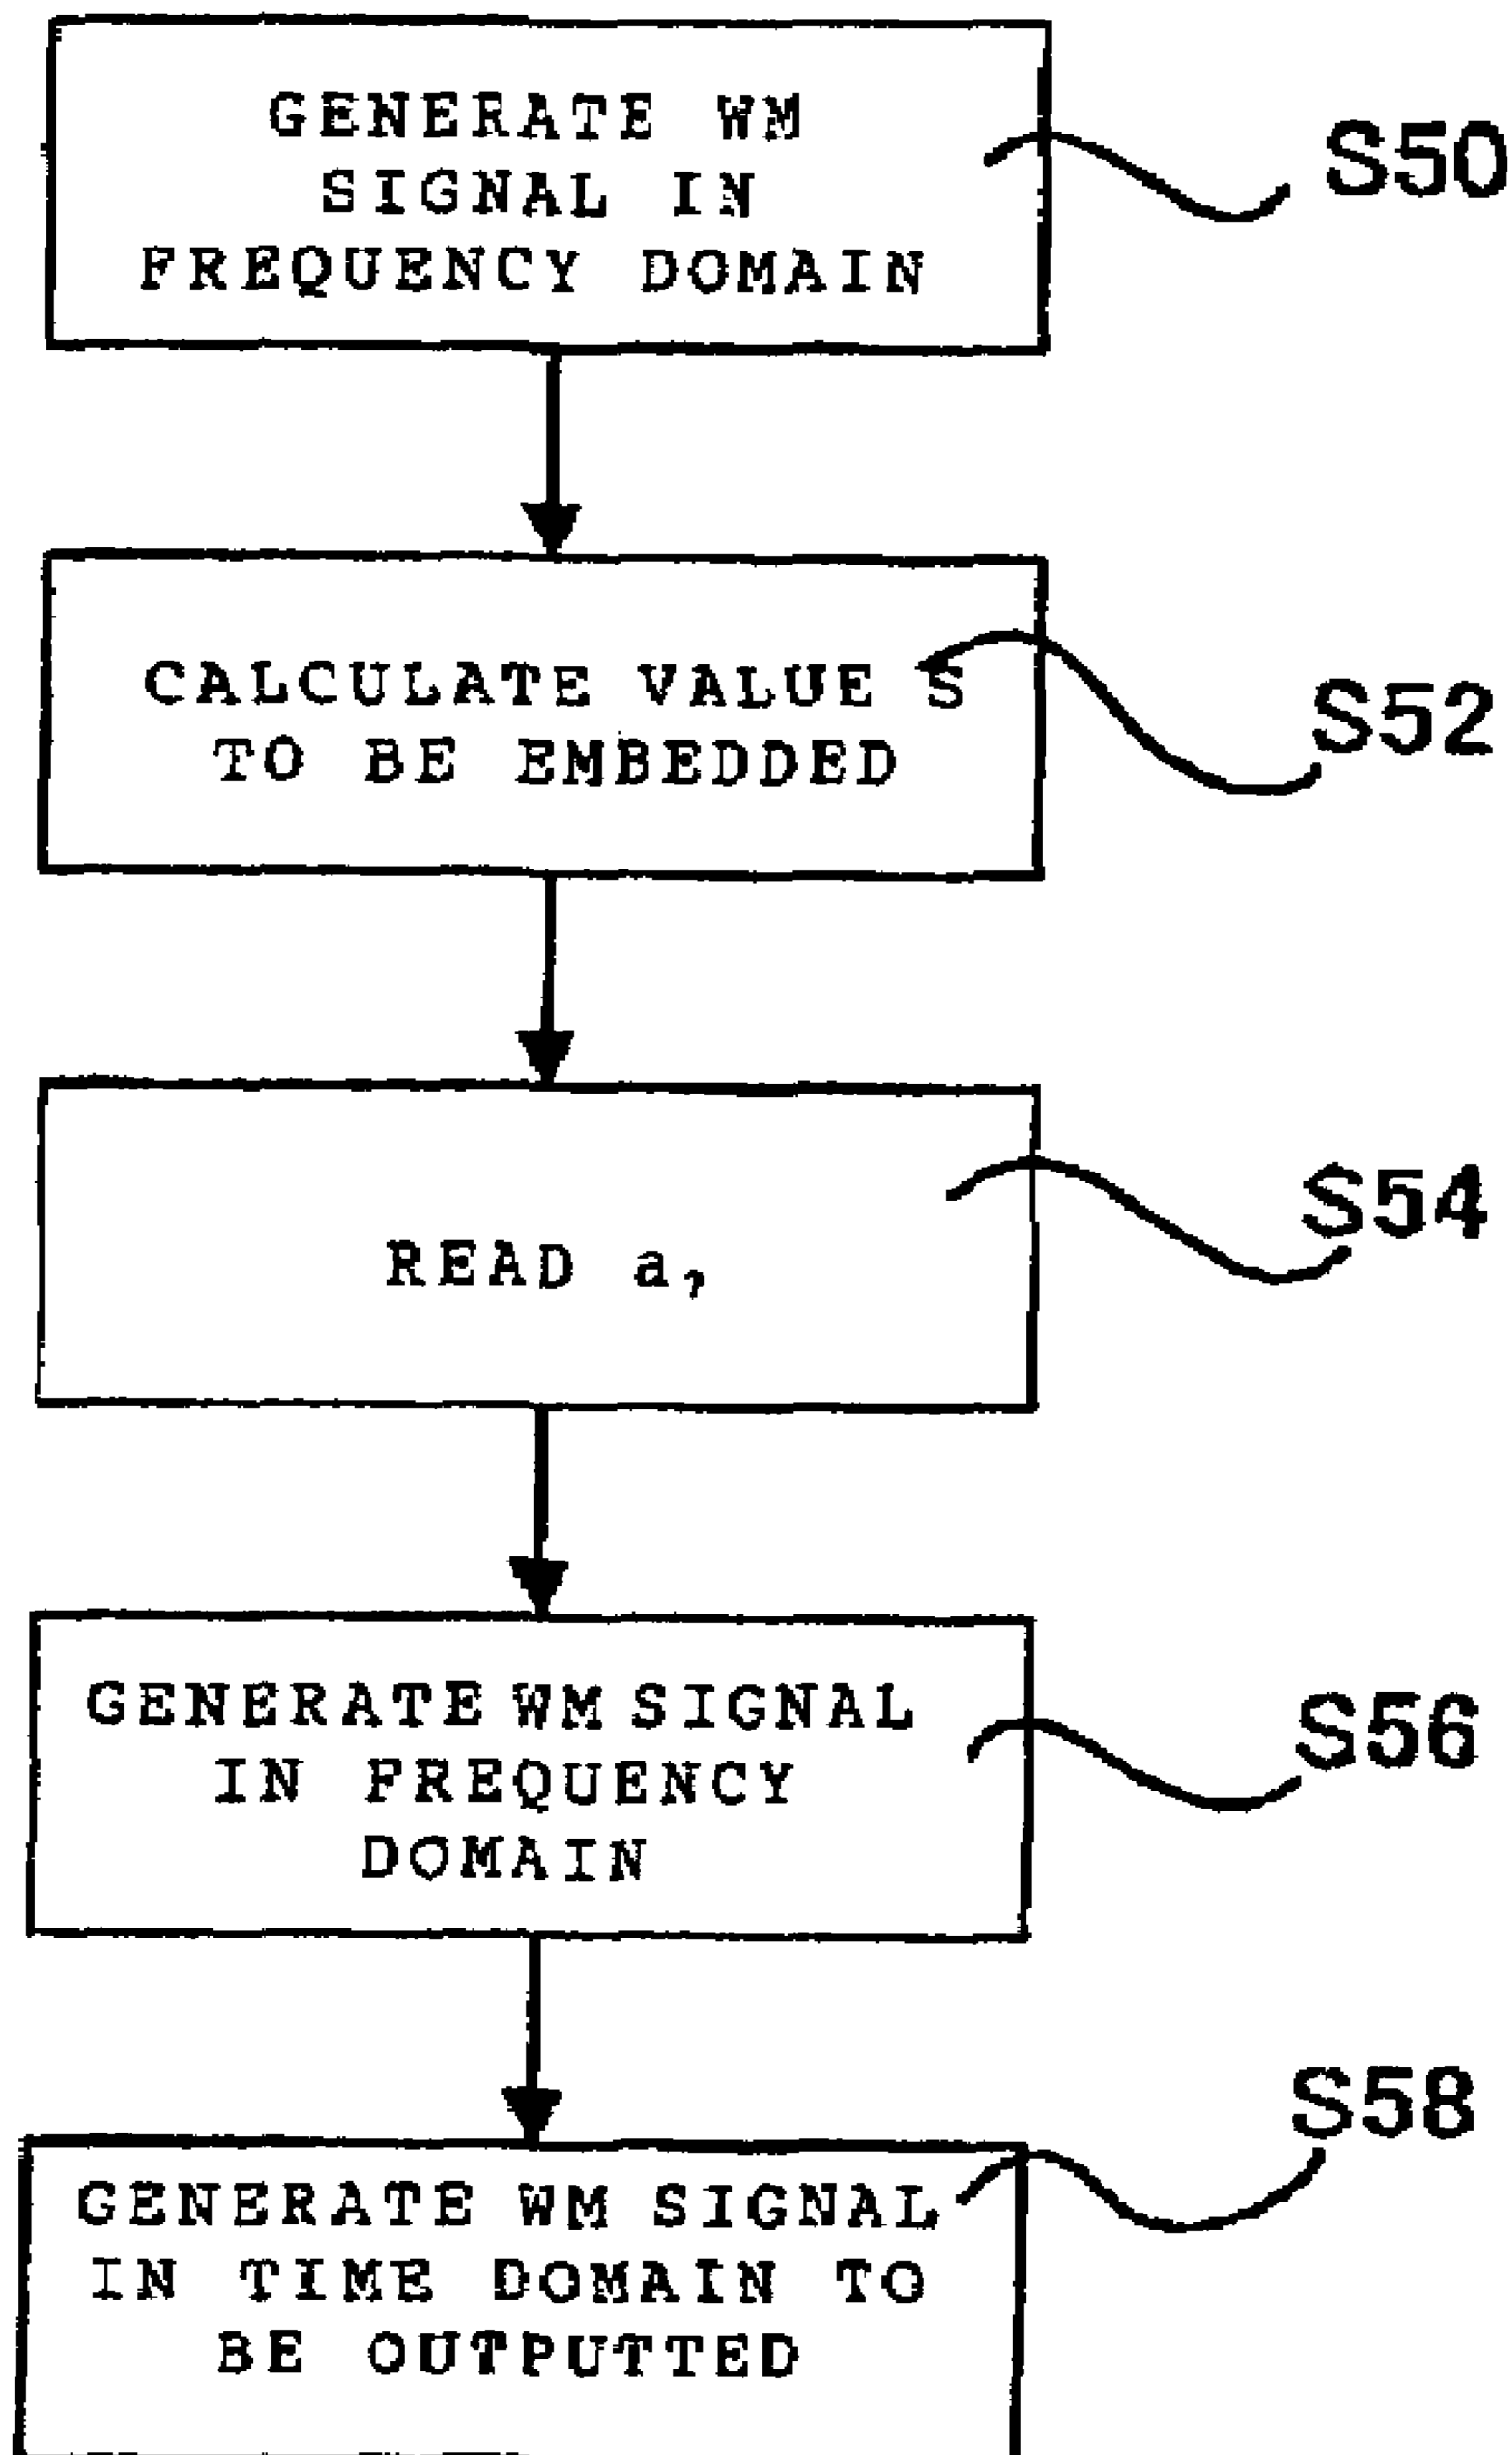 GENERATE WM
SIGNAL IN
FREQUENCY DOMAIN
S50
CALCULATE VALUE S
TO BE EMBEDDED
S52
READ a,
S54
GENERATE WM SIGNAL
IN FREQUENCY
DOMAIN
S56
GENERATE WM SIGNAL
IN TIME DOMAIN TO
BE OUTPUTTED
S58